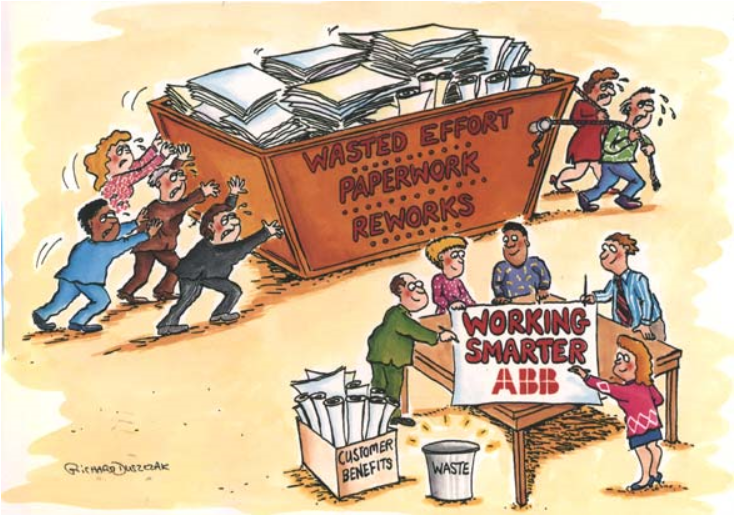 WASTED EFFORT
PAPERWORK
REWORKS
WORKING
SMARTER
ABB
CUSTOMER
BENEFITS
WASTE
RICHARD DUSZCZAK